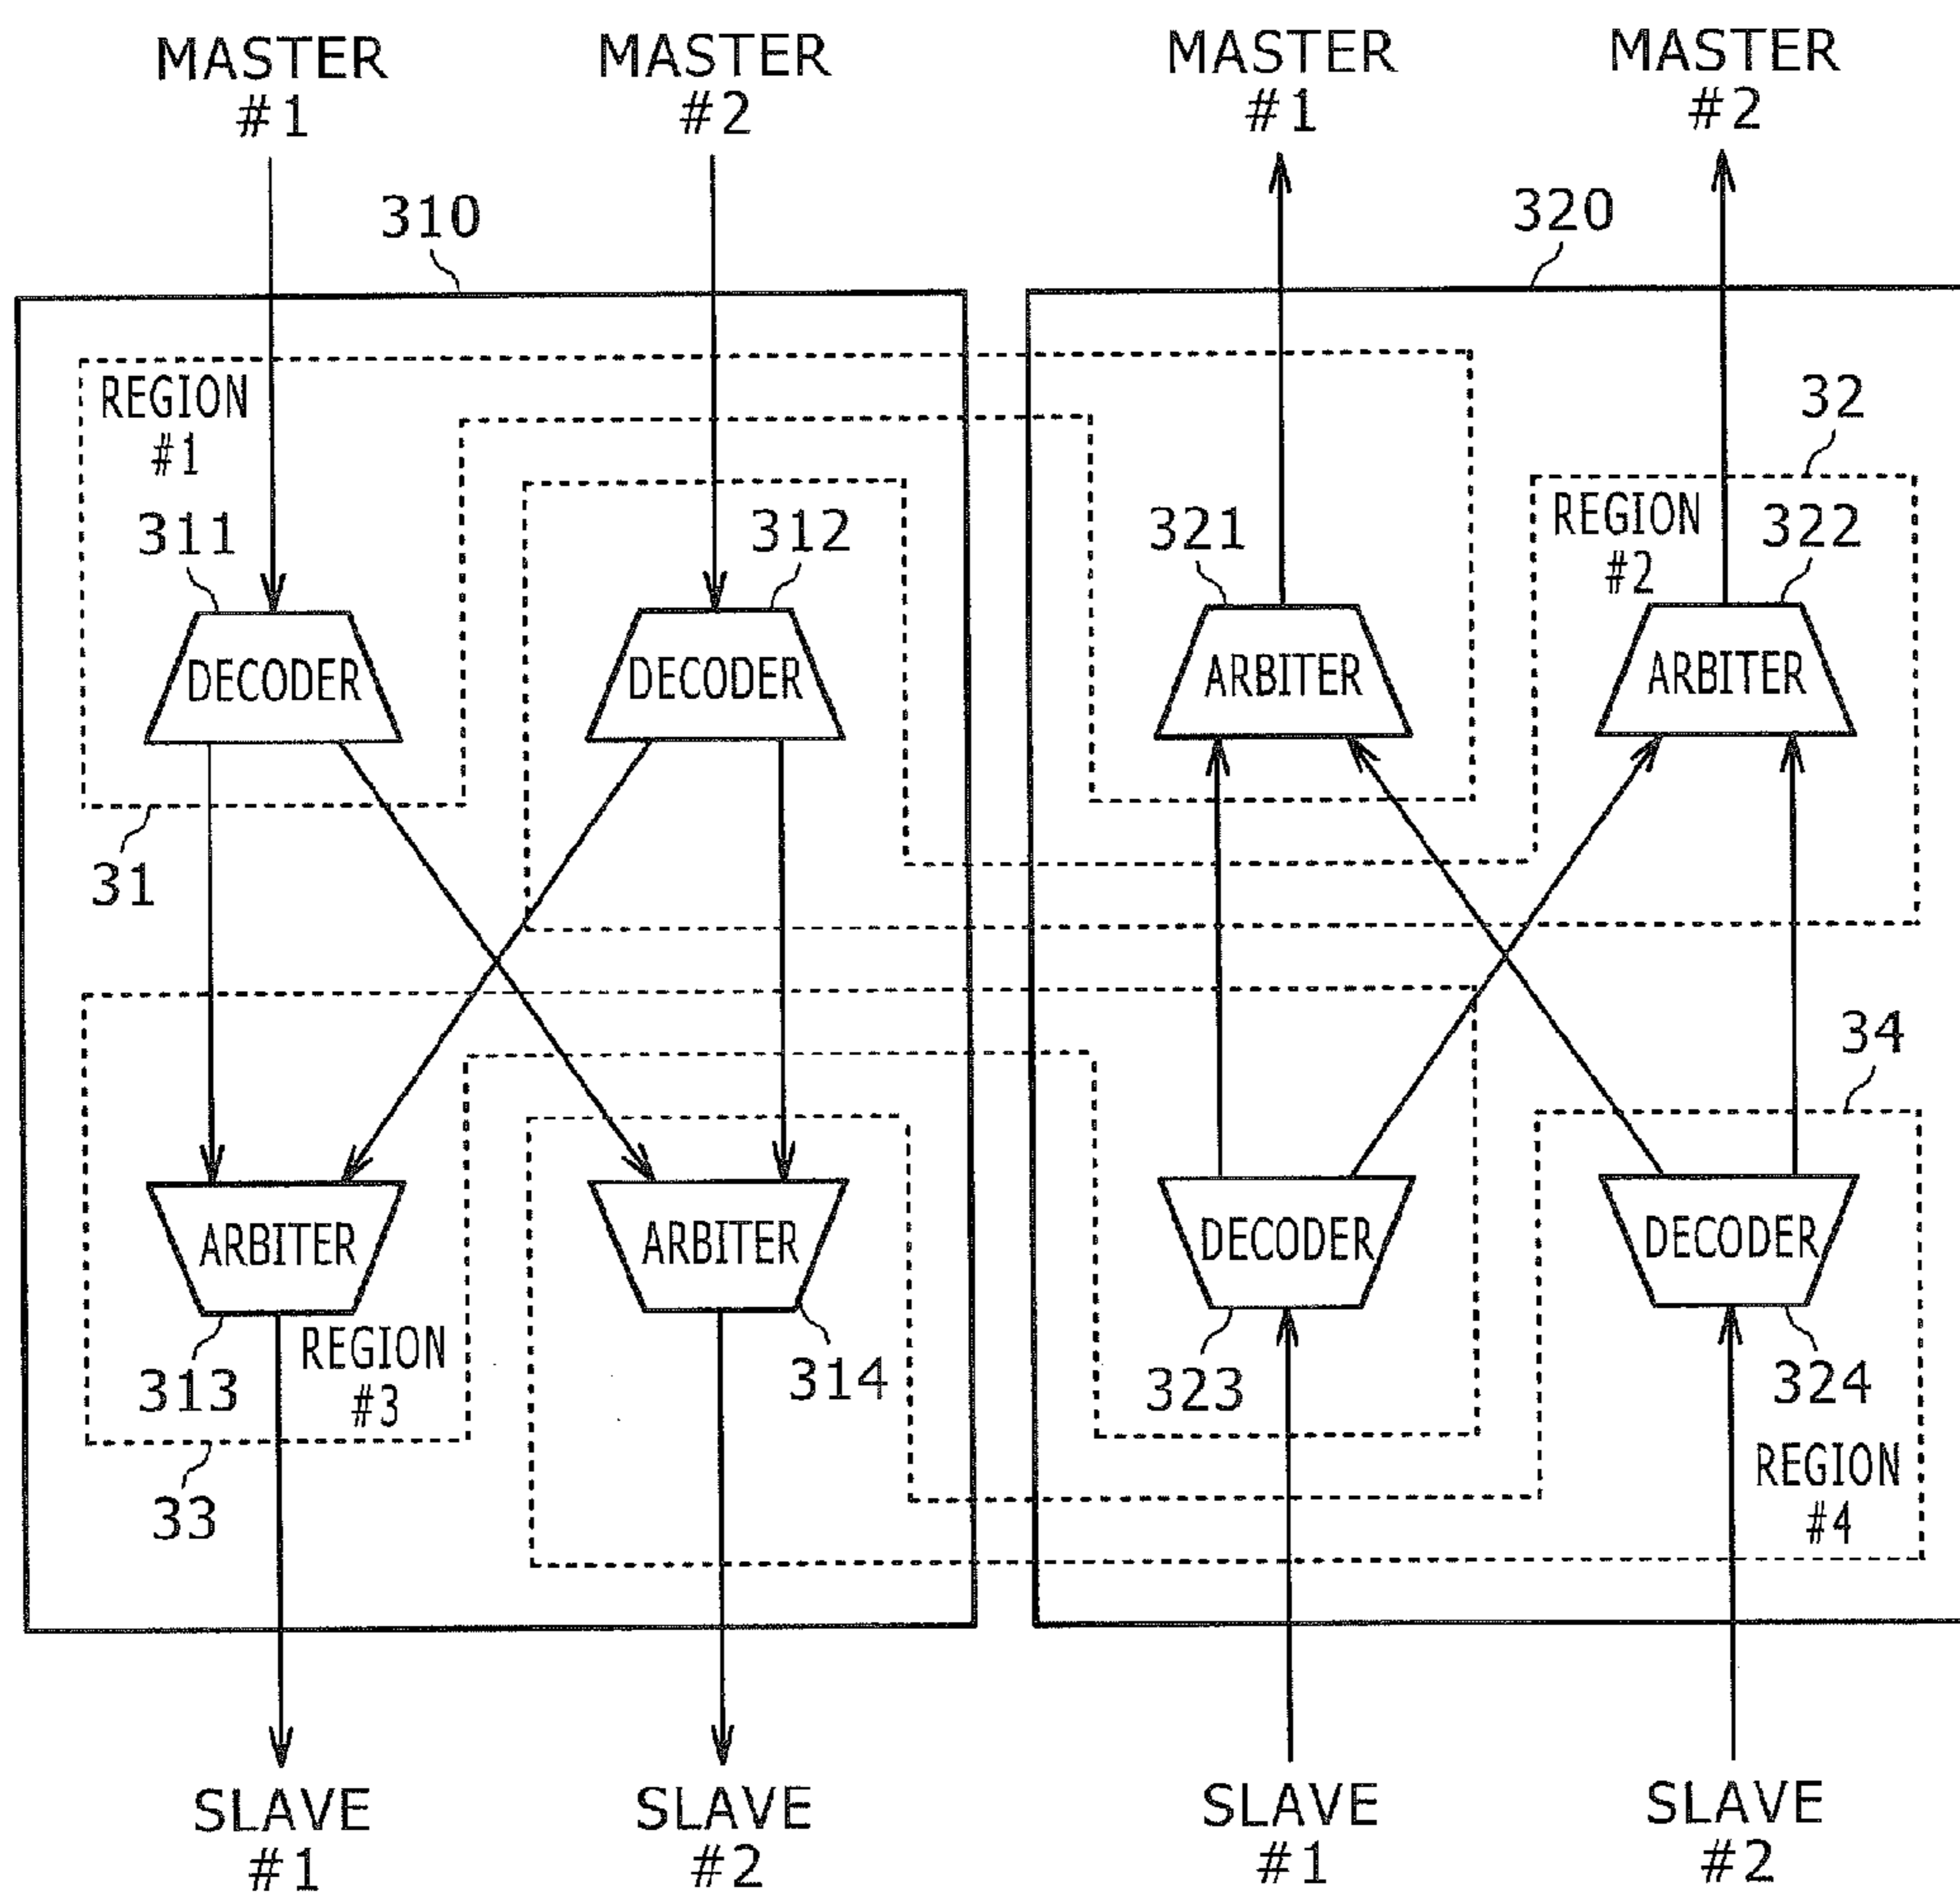 MASTER
#1
MASTER
#2
MASTER
#1
MASTER
#2
310
320
REGION
#1
32
311
312
321
REGION
#2
322
DECODER
DECODER
ARBITER
ARBITER
31
34
ARBITER
ARBITER
DECODER
DECODER
313
REGION
#3
314
323
324
33
REGION
#4
SLAVE
#1
SLAVE
#2
SLAVE
#1
SLAVE
#2